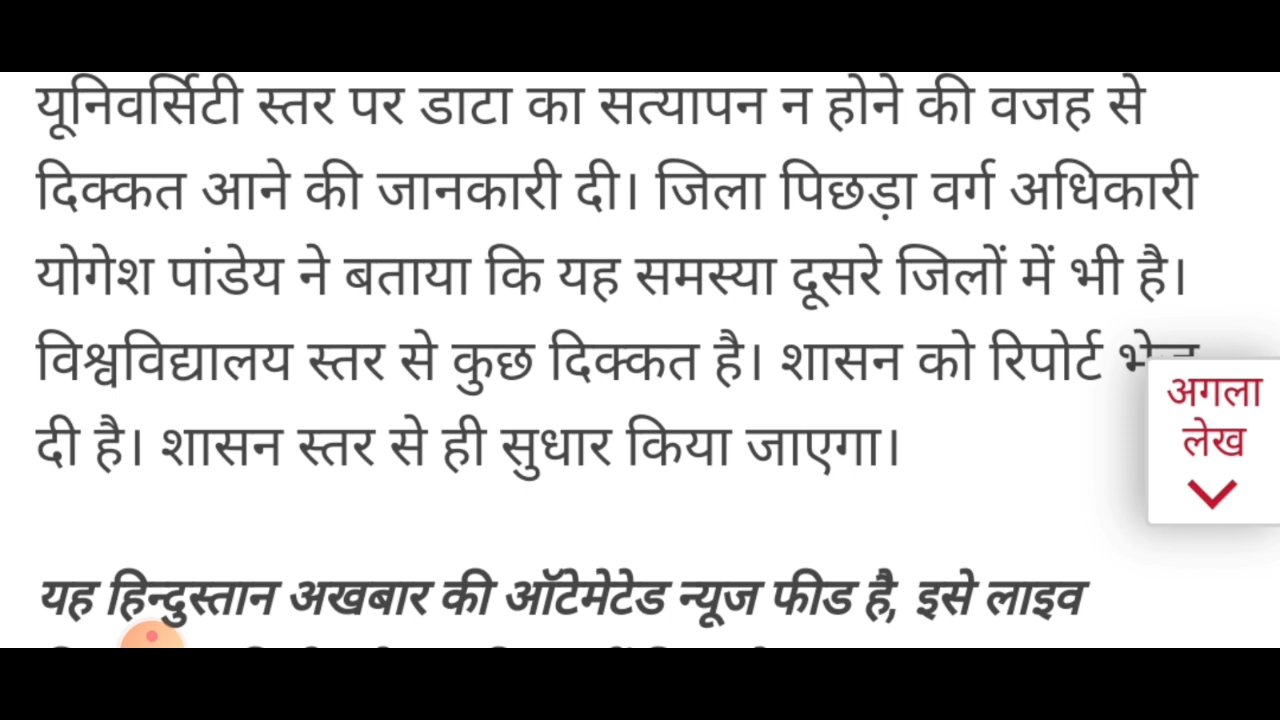 यूनिवर्सिटी स्तर पर डाटा का सत्यापन न होने की वजह से
दिक्कत आने की जानकारी दी। जिला पिछड़ा वर्ग अधिकारी
योगेश पांडेय ने बताया कि यह समस्या दूसरे जिलों में भी है।
विश्वविद्यालय स्तर से कुछ दिक्कत है। शासन को रिपोर्ट
दी है। शासन स्तर से ही सुधार किया जाएगा।
अगला
लेख
यह हिन्दुस्तान अखबार की ऑटेमेटेड न्यूज फीड है, इसे लाइव